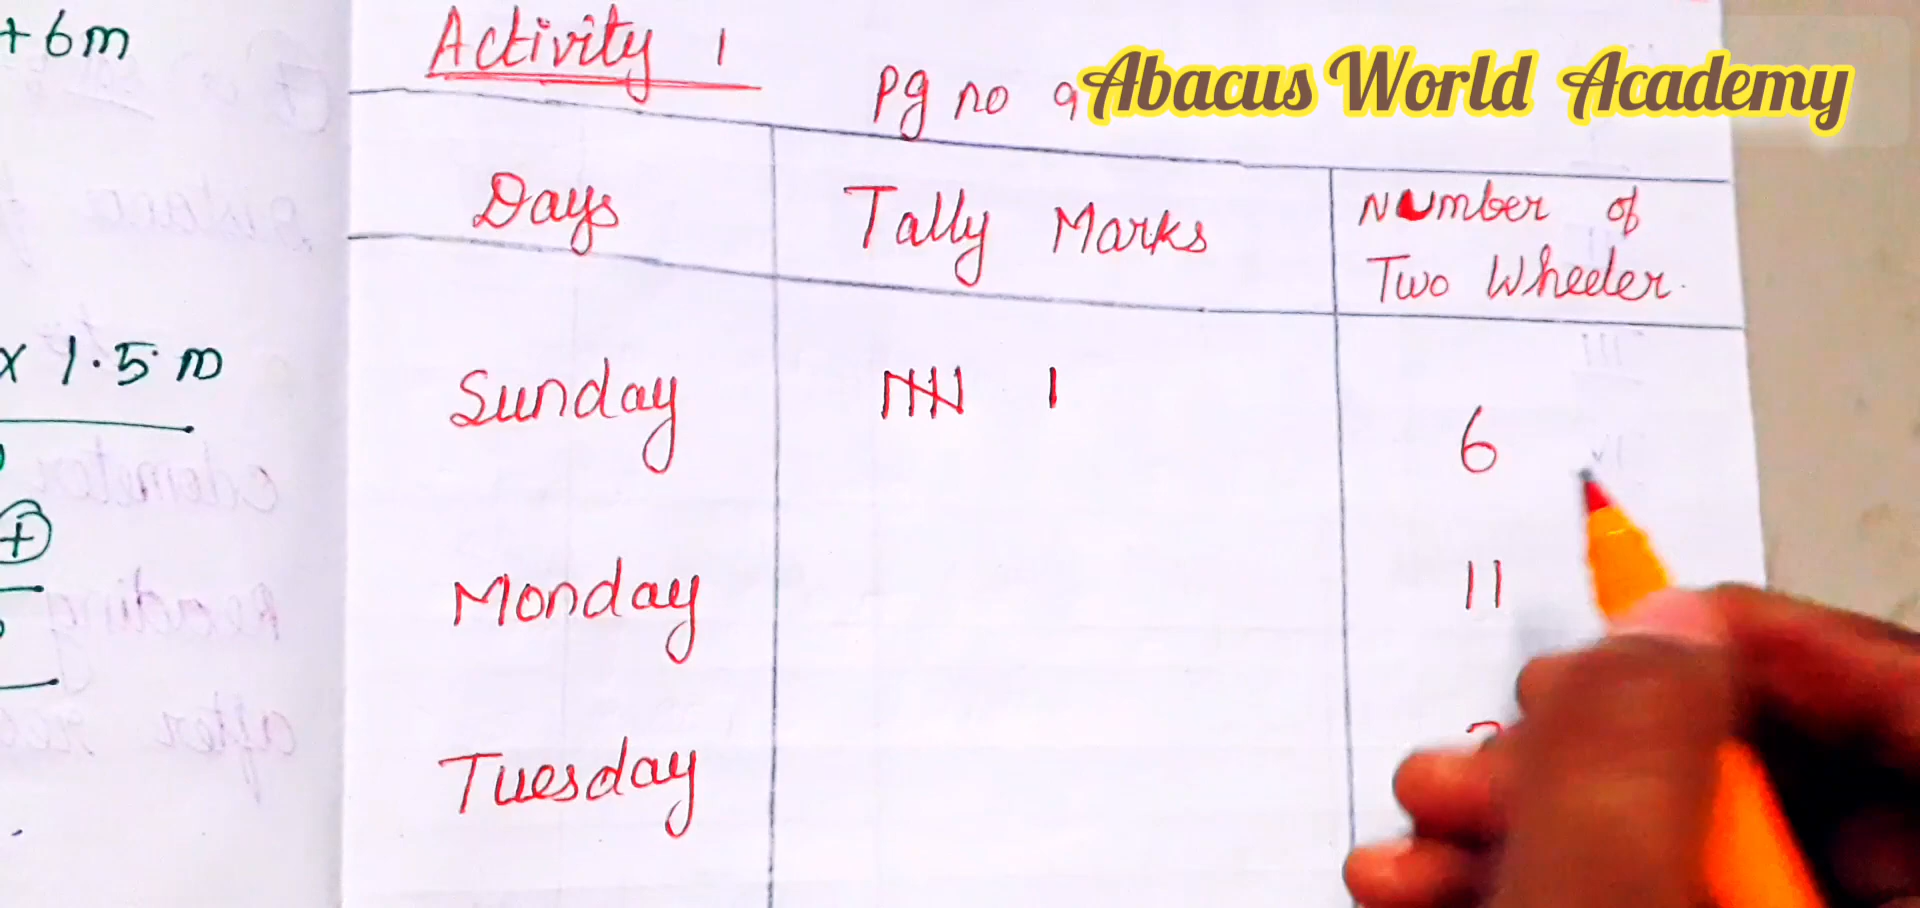 +6m
Activity 1
Pg no 9
Abacus World Academy
Days Tally Marks Number of Two Wheeler.
x 1.5 m
Sunday 𝍸 | 6
+
Monday 11
Tuesday